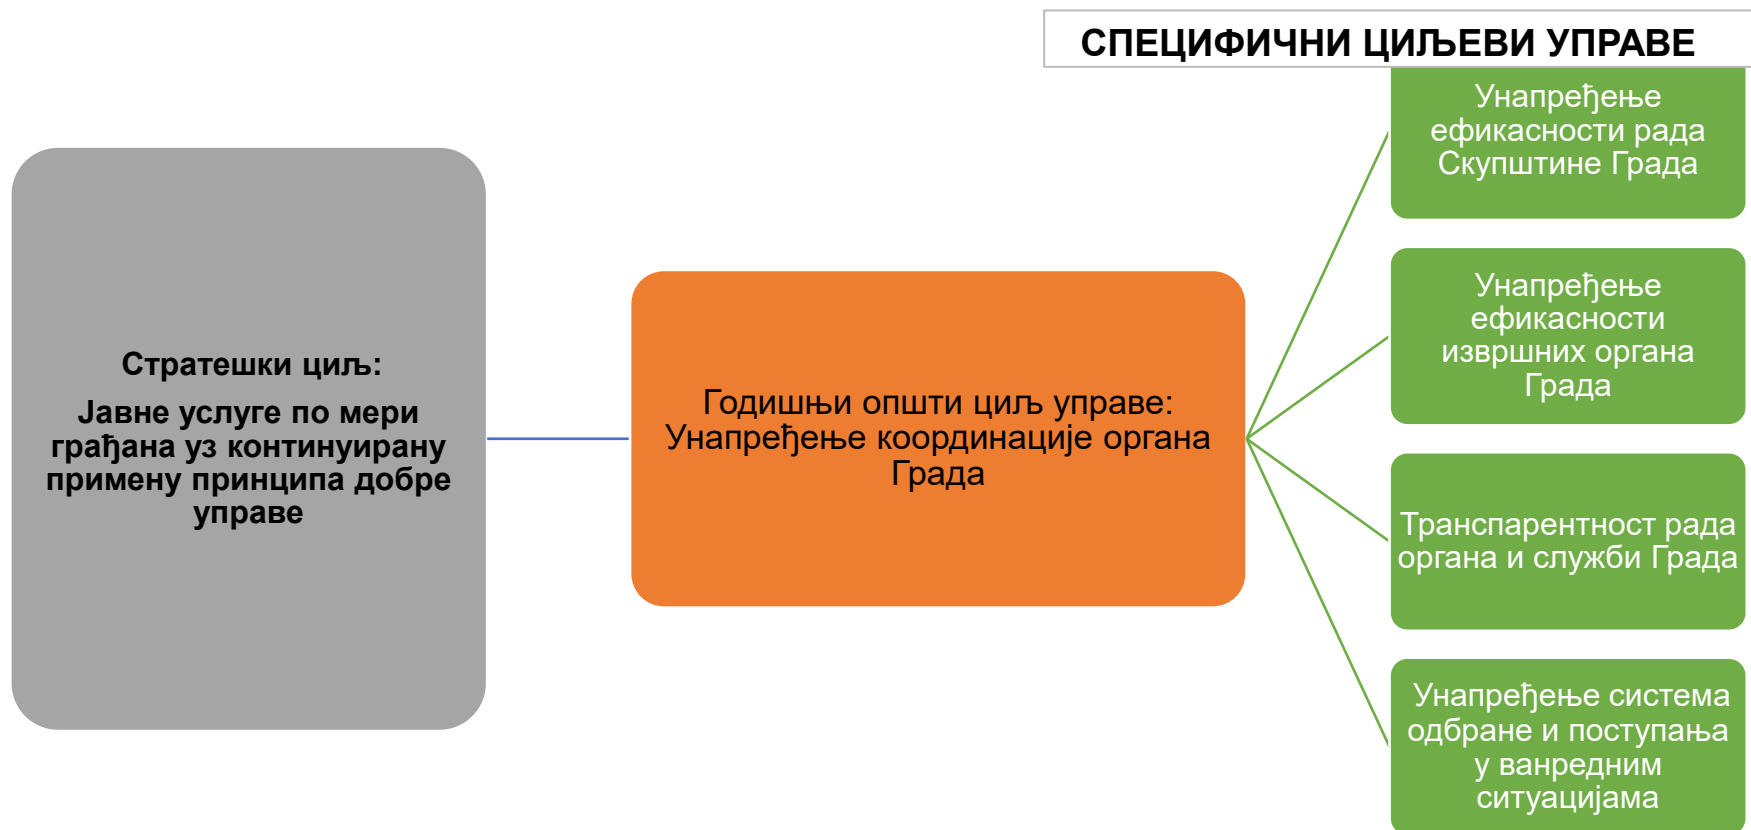 СПЕЦИФИЧНИ ЦИЉЕВИ УПРАВЕ
Стратешки циљ:
Јавне услуге по мери
грађана уз континуирану
примену принципа добре
управе
Годишњи општи циљ управе:
Унапређење координације органа
Града
Унапређење
ефикасности рада
Скупштине Града
Унапређење
ефикасности
извршних органа
Града
Транспарентност рада
органа и служби Града
Унапређење система
одбране и поступања
у ванредним
ситуацијама